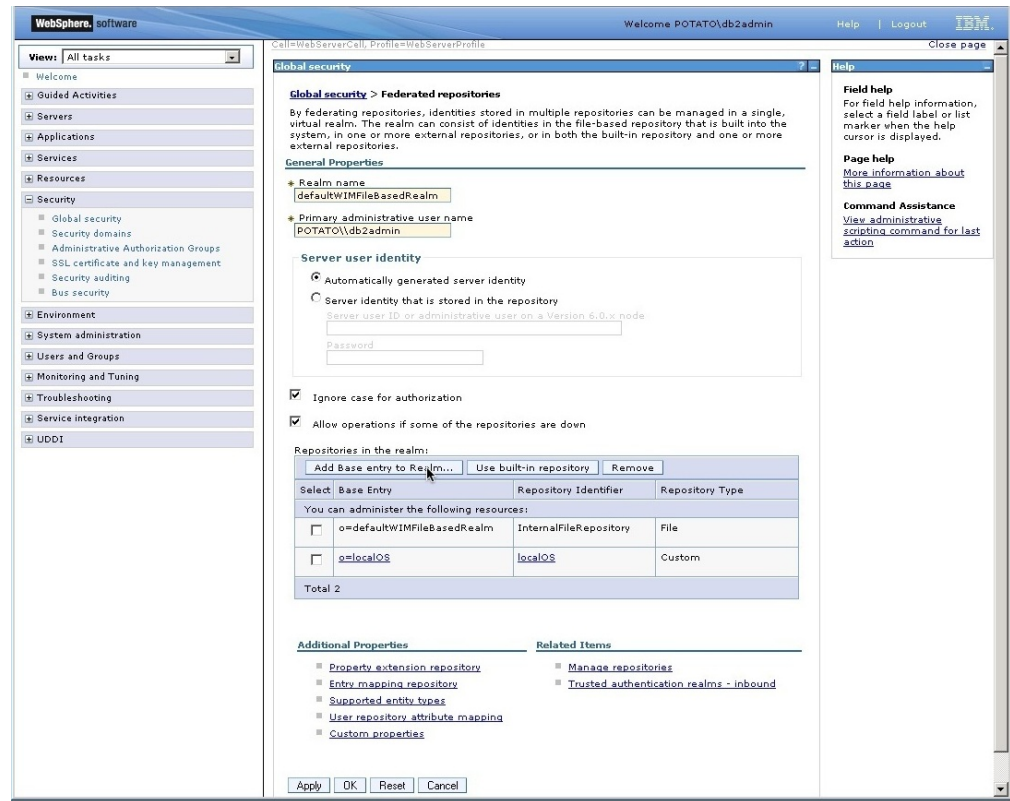 WebSphere. software
Welcome POTATO\db2admin
Help | Logout
IBM.
View: All tasks
Welcome
Guided Activities
Servers
Applications
Services
Resources
Security
Global security
Security domains
Administrative Authorization Groups
SSL certificate and key management
Security auditing
Bus security
Environment
System administration
Users and Groups
Monitoring and Tuning
Troubleshooting
Service integration
UDDI
Cell=WebServerCell, Profile=WebServerProfile
Close page
Global security
? –
Global security > Federated repositories
By federating repositories, identities stored in multiple repositories can be managed in a single,
virtual realm. The realm can consist of identities in the file-based repository that is built into the
system, in one or more external repositories, or in both the built-in repository and one or more
external repositories.
General Properties
* Realm name
defaultWIMFileBasedRealm
* Primary administrative user name
POTATO\\db2admin
Server user identity
Automatically generated server identity
Server identity that is stored in the repository
Server user ID or administrative user on a Version 6.0.x node
Password
Ignore case for authorization
Allow operations if some of the repositories are down
Repositories in the realm:
Add Base entry to Realm... Use built-in repository Remove
Select Base Entry Repository Identifier Repository Type
You can administer the following resources:
o=defaultWIMFileBasedRealm InternalFileRepository File
o=localOS localOS Custom
Total 2
Additional Properties
Property extension repository
Entry mapping repository
Supported entity types
User repository attribute mapping
Custom properties
Related Items
Manage repositories
Trusted authentication realms - inbound
Apply OK Reset Cancel
Help
Field help
For field help information,
select a field label or list
marker when the help
cursor is displayed.
Page help
More information about
this page
Command Assistance
View administrative
scripting command for last
action